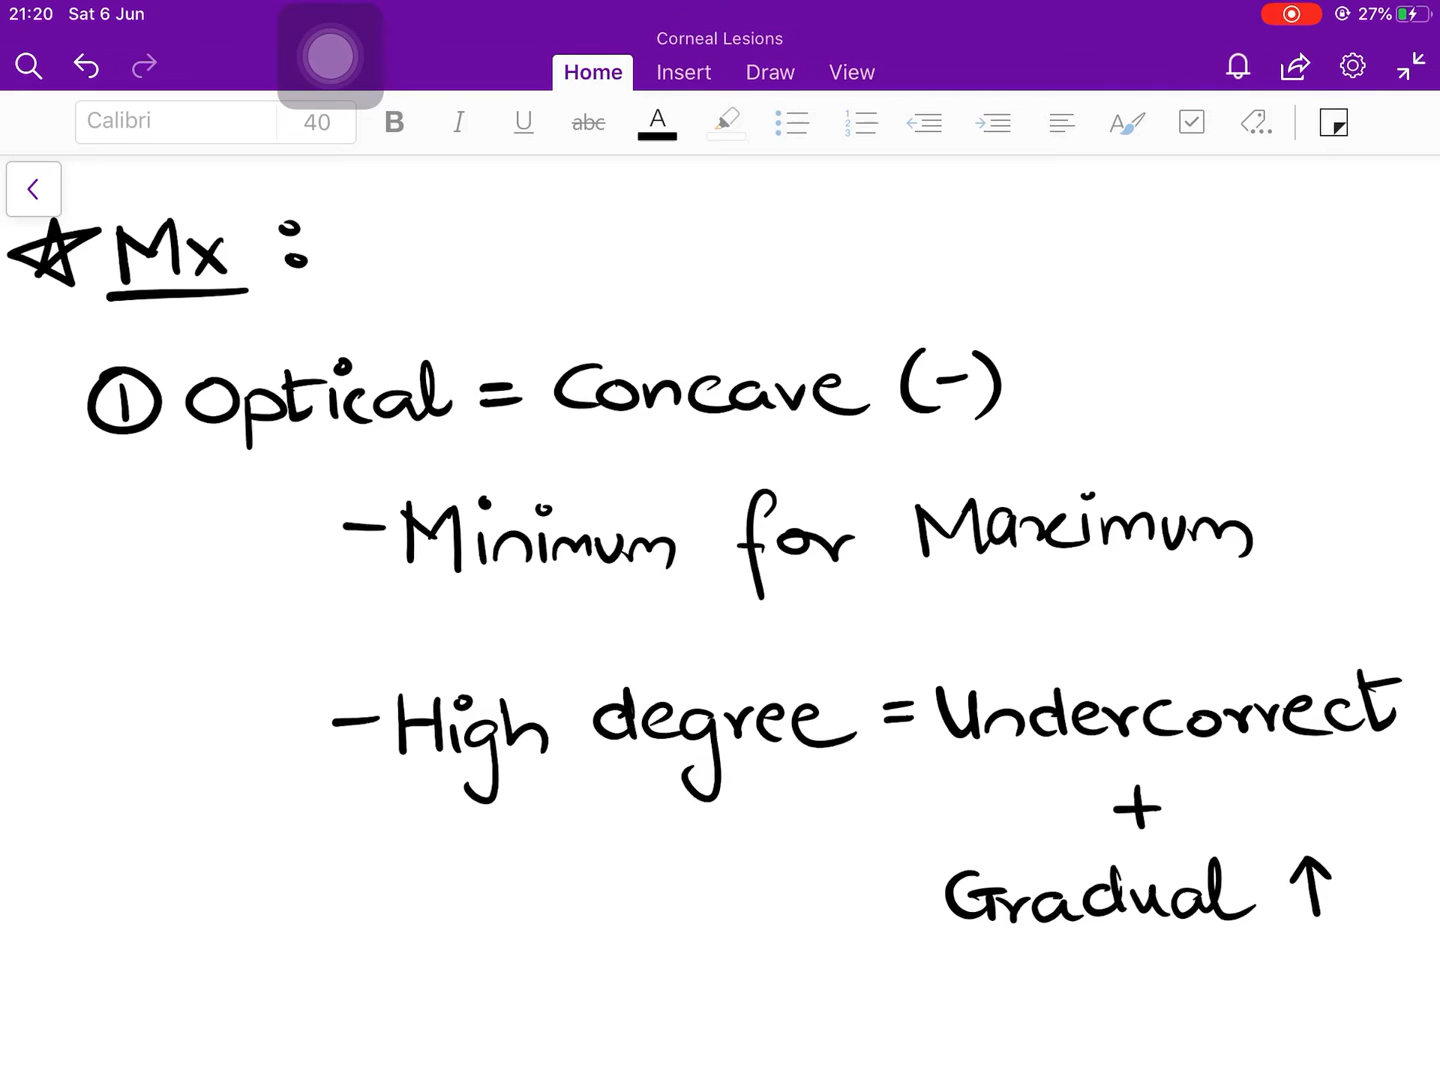 21:20 Sat 6 Jun 27%
Corneal Lesions
Home Insert Draw View
Calibri 40 B I U abc A
Mx :
① Optical = Concave (-)
- Minimum for Maximum
- High degree = Undercorrect
+
Gradual ↑